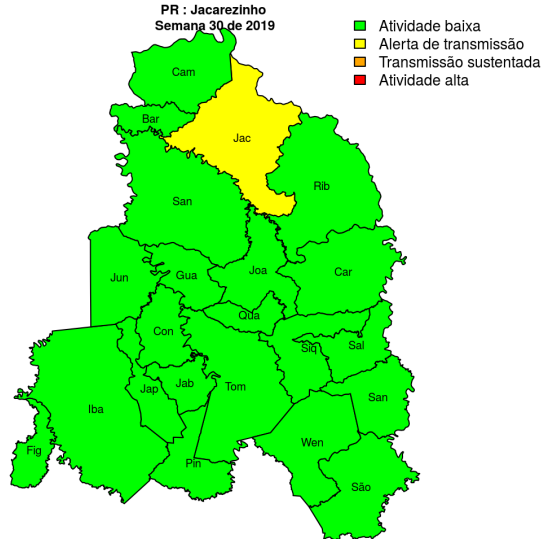 PR : Jacarezinho
Semana 30 de 2019
Atividade baixa
Alerta de transmissão
Transmissão sustentada
Atividade alta
Cam
Bar
Jac
Rib
San
Jun
Gua
Joa
Car
Qua
Con
Siq
Sal
Jap
Jab
Tom
San
Iba
Wen
Fig
Pin
São